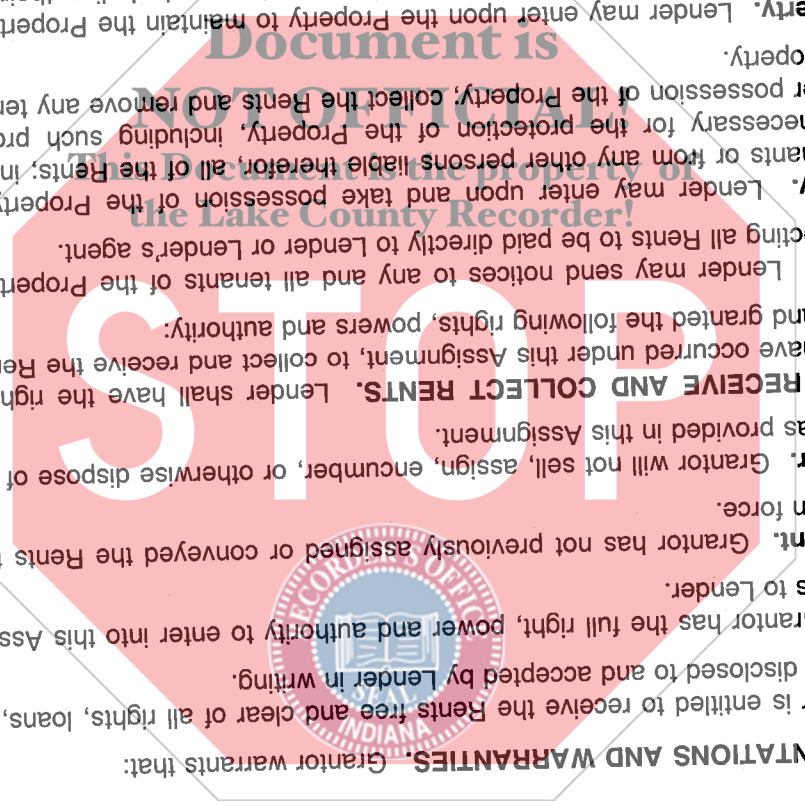 Document is
NOT OFFICIAL!
This Document is the property of
the Lake County Recorder!
STOP
RECORDER'S OFFICE
SEAL
INDIANA
NTATIONS AND WARRANTIES. Grantor warrants that:
r is entitled to receive the Rents free and clear of all rights, loans,
disclosed to and accepted by Lender in writing.
rantor has the full right, power and authority to enter into this Ass
s to Lender.
nt. Grantor has not previously assigned or conveyed the Rents t
n force.
r. Grantor will not sell, assign, encumber, or otherwise dispose of
as provided in this Assignment.
RECEIVE AND COLLECT RENTS. Lender shall have the righ
ave occurred under this Assignment, to collect and receive the Ren
nd granted the following rights, powers and authority:
Lender may send notices to any and all tenants of the Propert
cting all Rents to be paid directly to Lender or Lender's agent.
y. Lender may enter upon and take possession of the Property
nants or from any other persons liable therefor, all of the Rents; in
necessary for the protection of the Property, including such pro
r possession of the Property; collect the Rents and remove any ten
operty.
erty. Lender may enter upon the Property to maintain the Propert